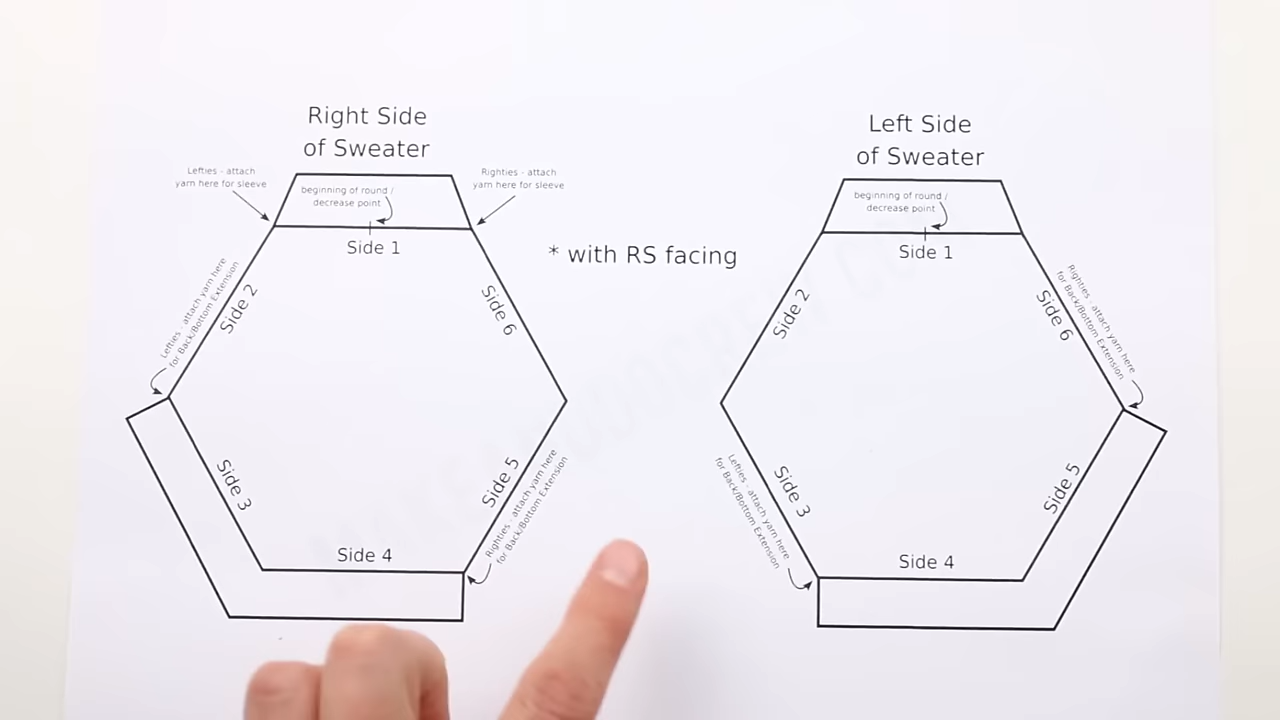 Right Side
of Sweater
Lefties - attach
yarn here for sleeve
beginning of round /
decrease point
Righties - attach
yarn here for sleeve
Side 1
Lefties - attach yarn here
for Back/Bottom Extension
Side 2
Side 6
Side 3
Side 5
Righties - attach yarn here
for Back/Bottom Extension
Side 4
* with RS facing
Left Side
of Sweater
beginning of round /
decrease point
Side 1
Side 2
Side 6
Righties - attach yarn here
for Back/Bottom Extension
Lefties - attach yarn here
for Back/Bottom Extension
Side 3
Side 5
Side 4